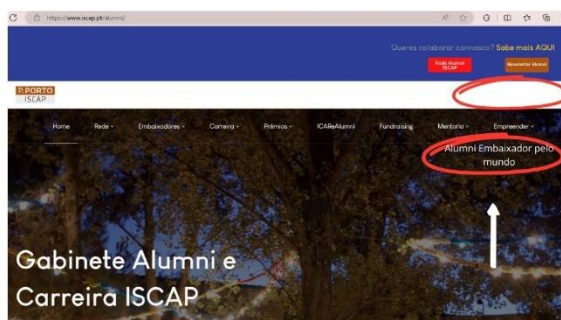 https://www.iscap.pt/alumni/
Queres colaborar connosco? Sabe mais AQUI
Rede Alumni
ISCAP
Newsletter Alumni
P.PORTO
ISCAP
Home Rede Embaixadores Carreira Prémios ICAReAlumni Fundraising Mentoria Empreender
Alumni Embaixador pelo
mundo
Gabinete Alumni e
Carreira ISCAP